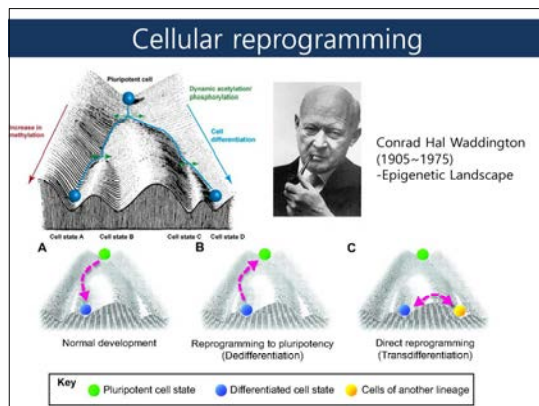 Cellular reprogramming
Pluripotent cell
Dynamic acetylation/
phosphorylation
Increase in
methylation
Cell
differentiation
Cell state A
Cell state B
Cell state C
Cell state D
Conrad Hal Waddington
(1905~1975)
-Epigenetic Landscape
A
B
C
Normal development
Reprogramming to pluripotency
(Dedifferentiation)
Direct reprogramming
(Transdifferentiation)
Key
Pluripotent cell state
Differentiated cell state
Cells of another lineage